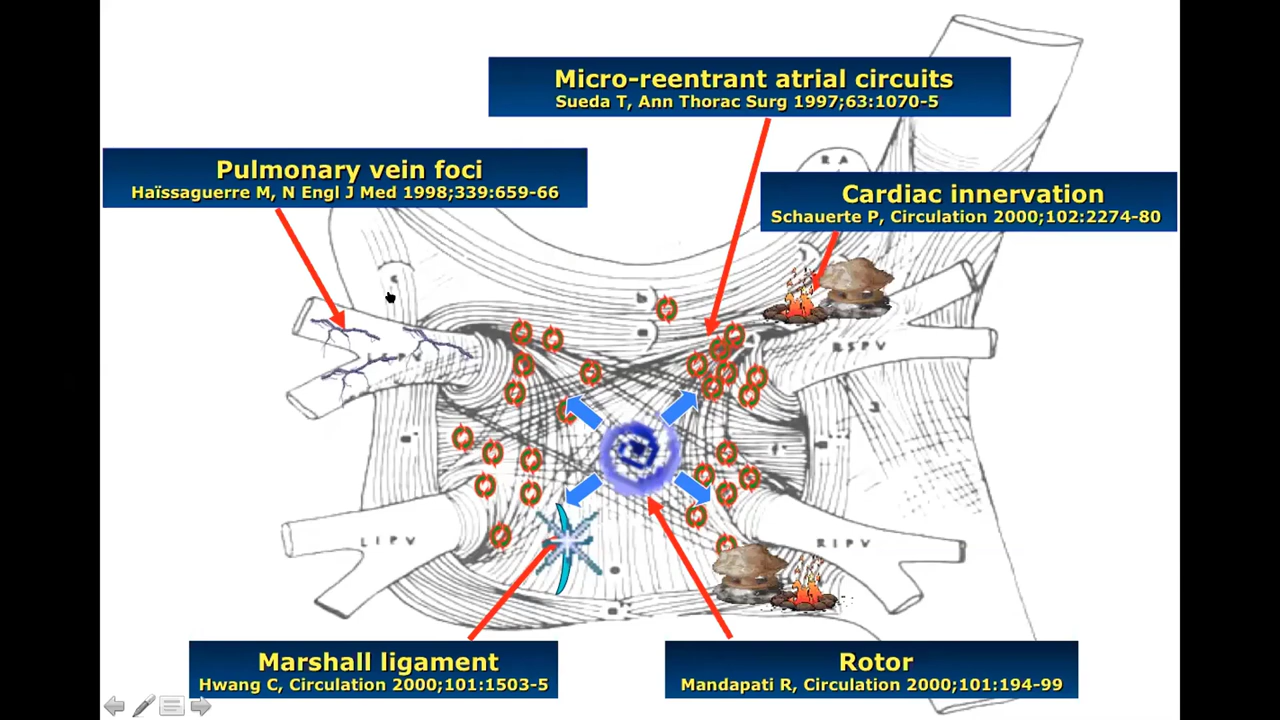 Micro-reentrant atrial circuits
Sueda T, Ann Thorac Surg 1997;63:1070-5
Pulmonary vein foci
Haïssaguerre M, N Engl J Med 1998;339:659-66
R A
Cardiac innervation
Schauerte P, Circulation 2000;102:2274-80
b
a
RSPV
LIPV
RIPV
Marshall ligament
Hwang C, Circulation 2000;101:1503-5
Rotor
Mandapati R, Circulation 2000;101:194-99